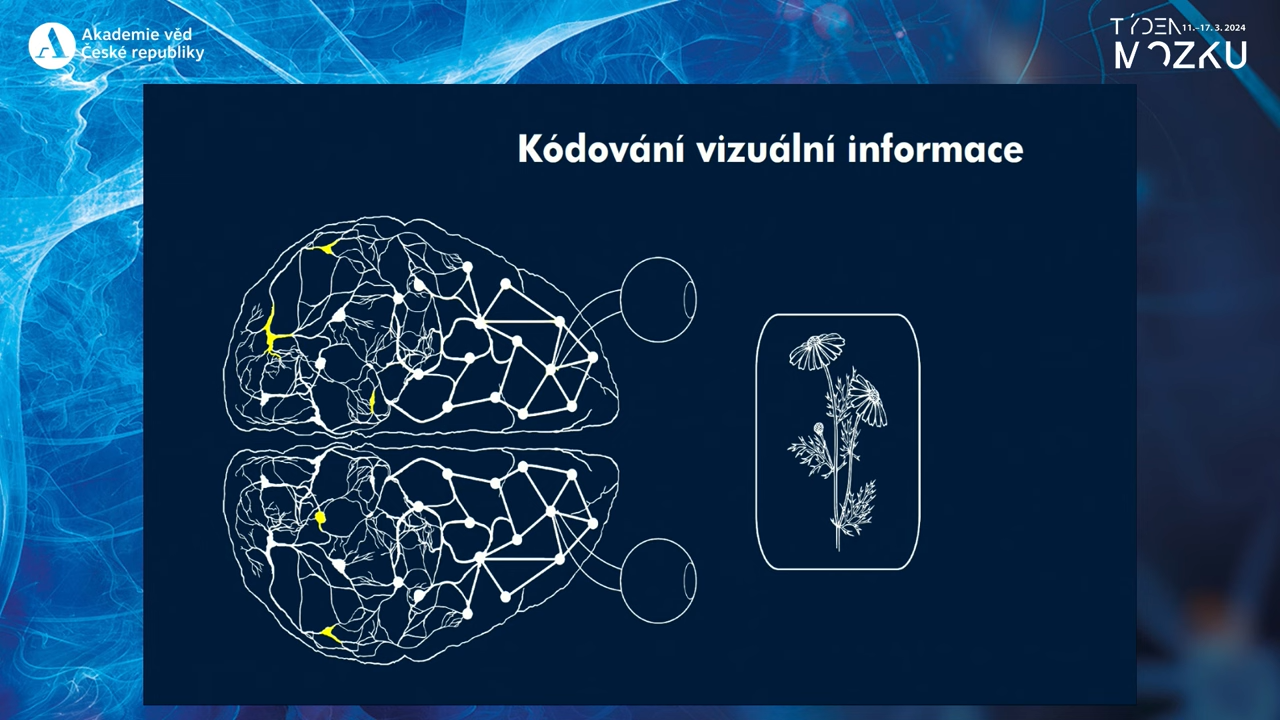 Akademie věd
České republiky
TÝDEN 11.–17. 3. 2024
MOZKU
Kódování vizuální informace